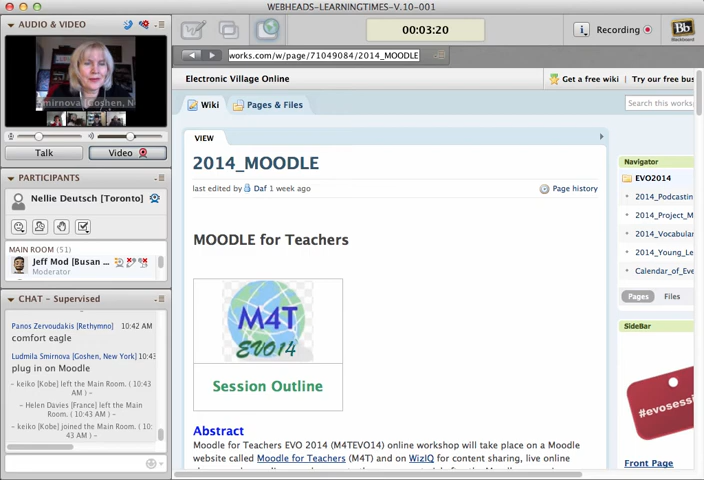 WEBHEADS-LEARNINGTIMES-V.10-001
AUDIO & VIDEO
mirnova [Goshen, N
Talk
Video
PARTICIPANTS
Nellie Deutsch [Toronto]
MAIN ROOM (51)
Jeff Mod [Busan ...
Moderator
CHAT - Supervised
Panos Zervoudakis [Rethymno] 10:42 AM
comfort eagle
Ludmila Smirnova [Goshen, New York] 10:43
plug in on Moodle
- keiko [Kobe] left the Main Room. ( 10:43
AM ) -
- Helen Davies [France] left the Main
Room. ( 10:43 AM ) -
- keiko [Kobe] joined the Main Room. ( 10:
43 AM ) -
00:03:20
Recording
Bb
Blackboard
works.com/w/page/71049084/2014_MOODLE
Electronic Village Online
Get a free wiki | Try our free bus
Wiki
Pages & Files
Search this works
VIEW
2014_MOODLE
last edited by Daf 1 week ago
Page history
MOODLE for Teachers
M4T
EVO14
Session Outline
Abstract
Moodle for Teachers EVO 2014 (M4TEVO14) online workshop will take place on a Moodle
website called Moodle for Teachers (M4T) and on WizIQ for content sharing, live online
Navigator
EVO2014
2014_Podcastin
2014_Project_M
2014_Vocabular
2014_Young_Le
Calendar_of_Eve
Pages
Files
SideBar
#evosessi
Front Page